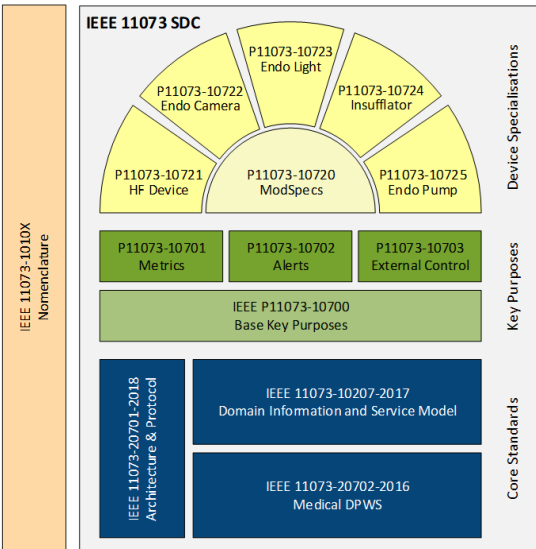 IEEE 11073 SDC
P11073-10723
Endo Light
P11073-10722
Endo Camera
P11073-10724
Insufflator
P11073-10721
HF Device
P11073-10720
ModSpecs
P11073-10725
Endo Pump
Device Specialisations
P11073-10701
Metrics
P11073-10702
Alerts
P11073-10703
External Control
IEEE P11073-10700
Base Key Purposes
Key Purposes
IEEE 11073-20701-2018
Architecture & Protocol
IEEE 11073-10207-2017
Domain Information and Service Model
IEEE 11073-20702-2016
Medical DPWS
Core Standards
IEEE 11073-1010X
Nomenclature